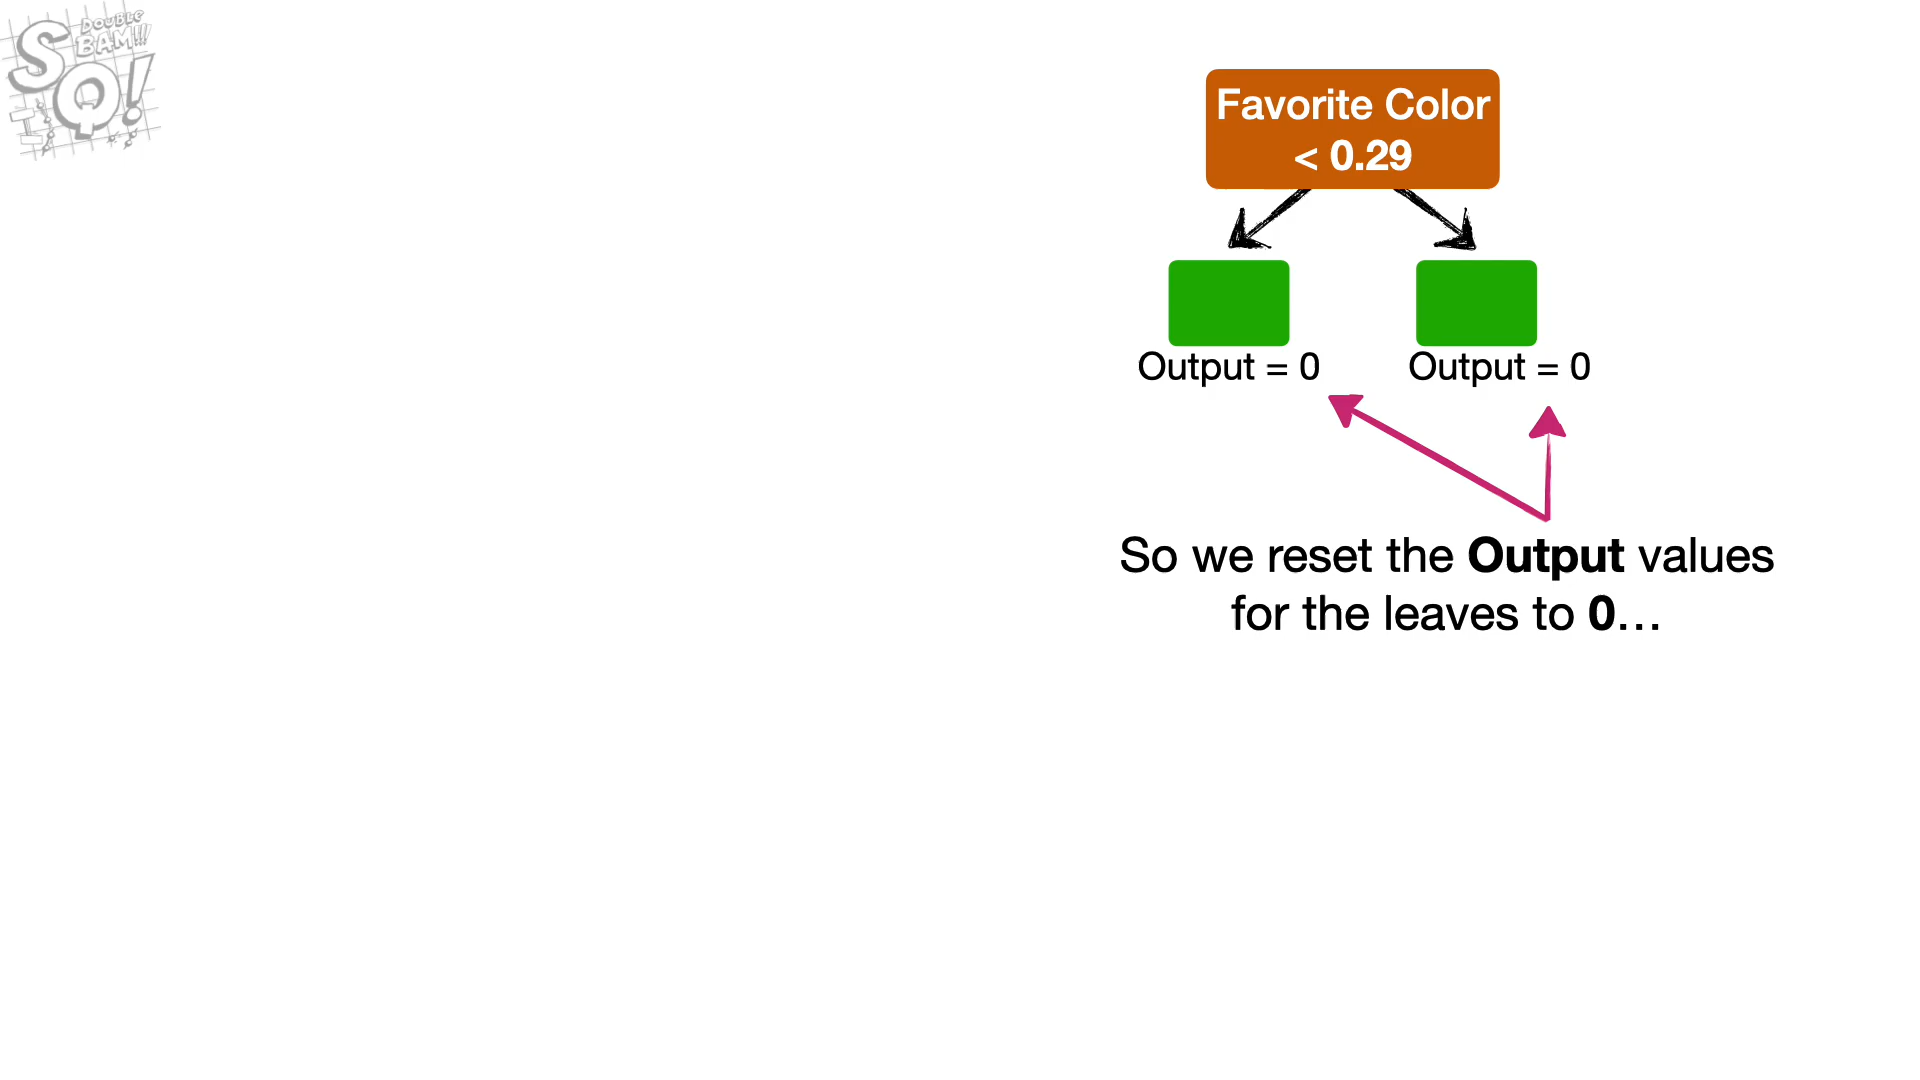 DOUBLE
BAM!!!
SQ!
Favorite Color
< 0.29
Output = 0
Output = 0
So we reset the Output values
for the leaves to 0…